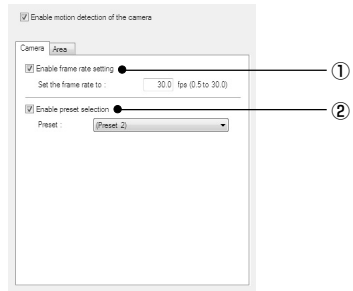 Enable motion detection of the camera
Camera Area
Enable frame rate setting ①
Set the frame rate to : 30.0 fps (0.5 to 30.0)
Enable preset selection ②
Preset : (Preset 2)